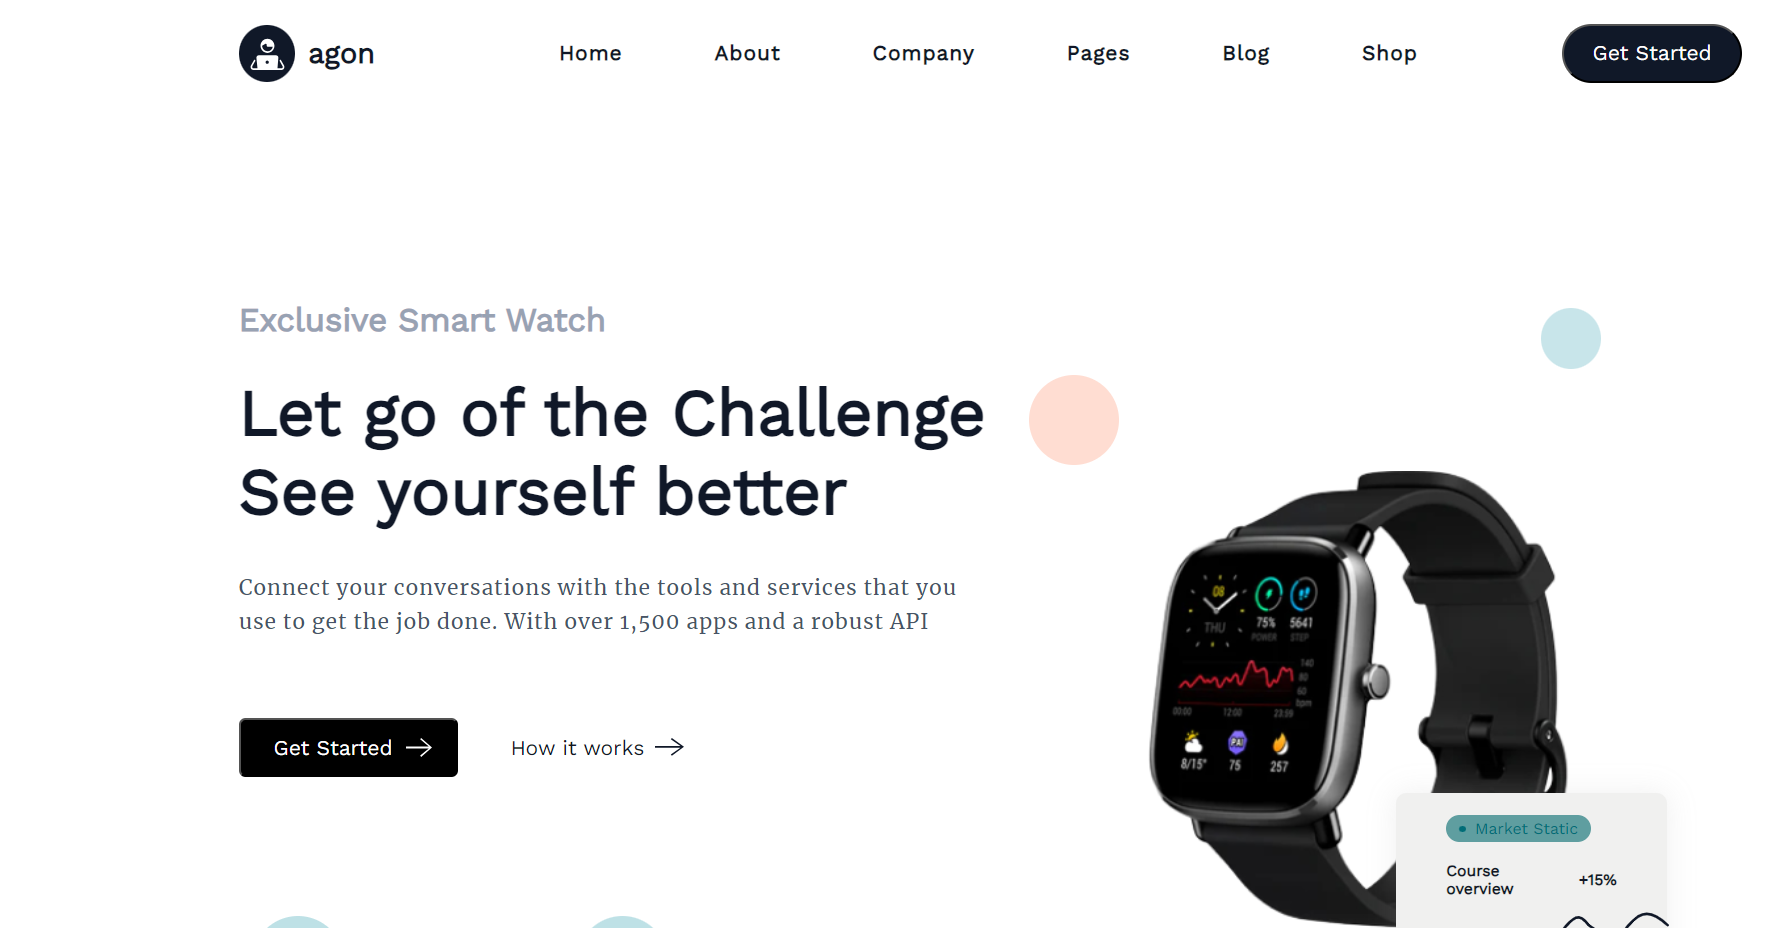 agon
Home About Company Pages Blog Shop Get Started
Exclusive Smart Watch
Let go of the Challenge
See yourself better
Connect your conversations with the tools and services that you
use to get the job done. With over 1,500 apps and a robust API
Get Started
How it works
08
THU
75%
POWER
5641
STEP
140
80
60
bpm
00:00 12:00 23:59
PAI
8/15° 75 257
Market Static
Course
overview
+15%